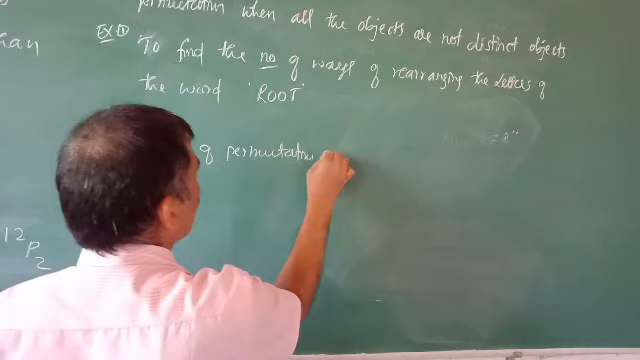 permutation when all the objects are not distinct objects
han
Ex① To find the no of ways of rearranging the letters of
the word 'ROOT'
of permutation
12P2